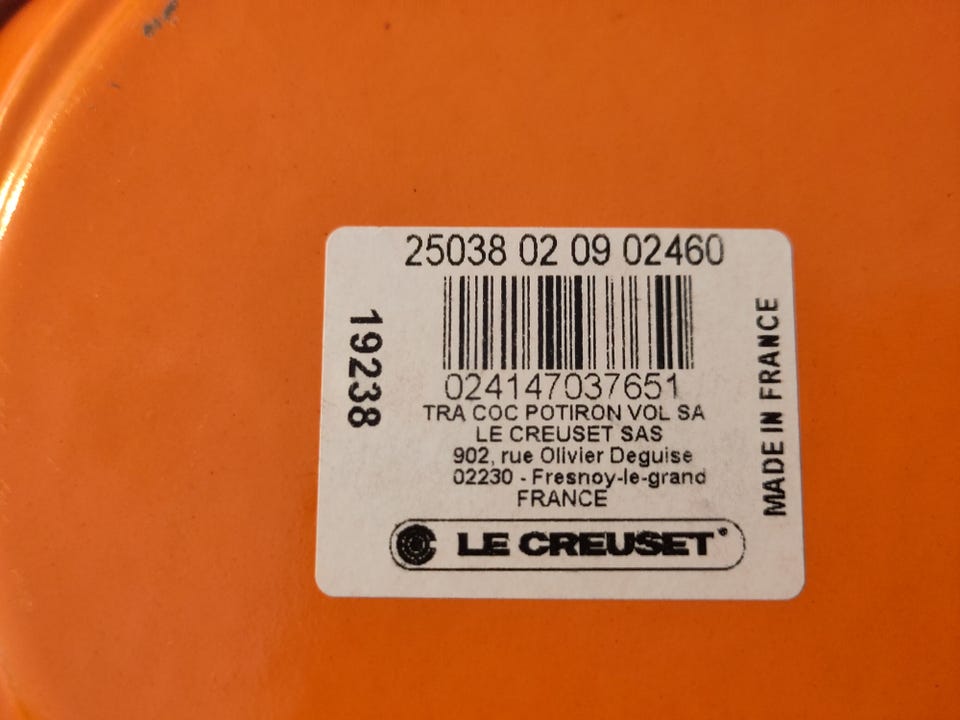 25038 02 09 02460
19238
024147037651
TRA COC POTIRON VOL SA
LE CREUSET SAS
902, rue Olivier Deguise
02230 - Fresnoy-le-grand
FRANCE
LE CREUSET®
MADE IN FRANCE